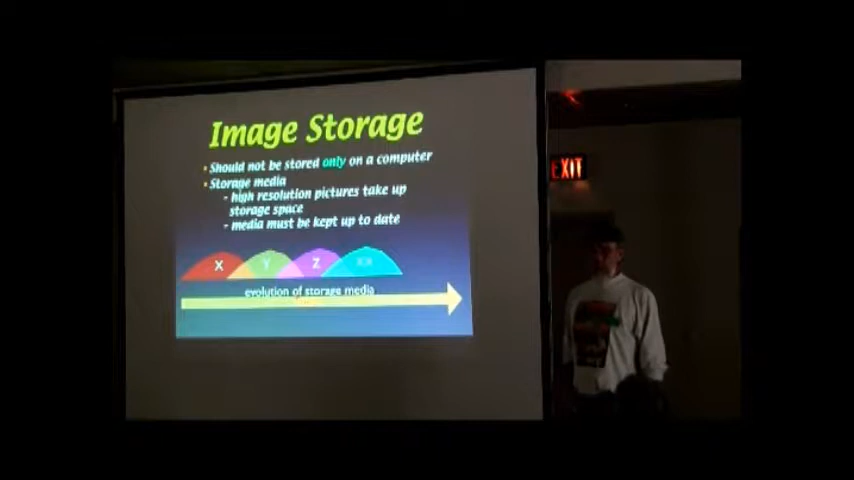 Image Storage
• Should not be stored only on a computer
• Storage media
- high resolution pictures take up
storage space
- media must be kept up to date
X Y Z
evolution of storage media
EXIT